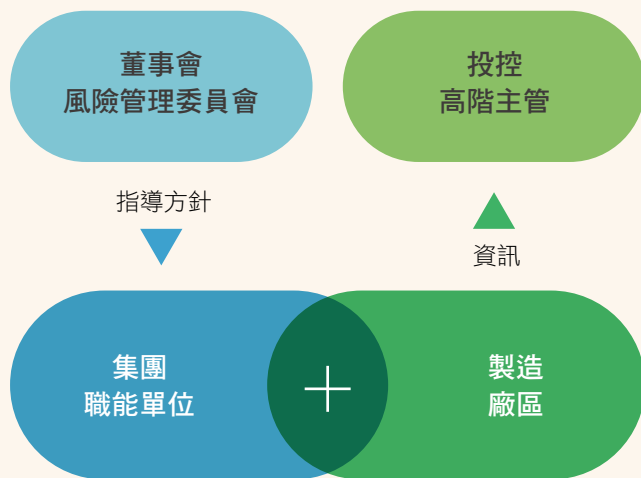 董事會
風險管理委員會
投控
高階主管
指導方針
資訊
集團
職能單位
+
製造
廠區